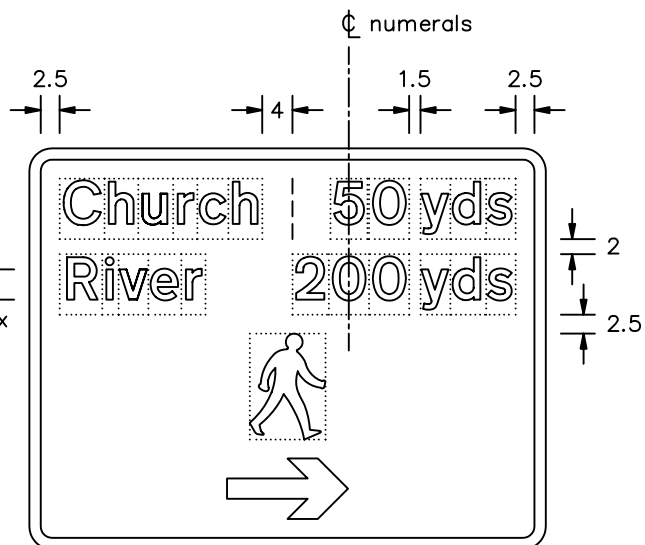 ℄ numerals
2.5 4 1.5 2.5
Church 50 yds
River 200 yds
2
x
2.5